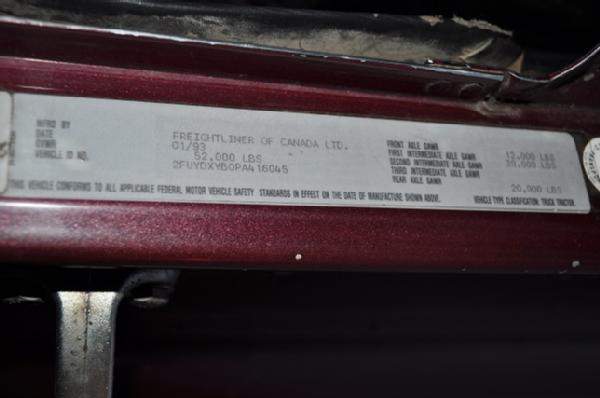 MFRD BY FREIGHTLINER OF CANADA LTD.
DATE 01/93
GVWR 52,000 LBS
VEHICLE ID NO. 2FUYDXYB0PA416045
FRONT AXLE GAWR 12,000 LBS
FIRST INTERMEDIATE AXLE GAWR 20,000 LBS
SECOND INTERMEDIATE AXLE GAWR
THIRD INTERMEDIATE AXLE GAWR
REAR AXLE GAWR 20,000 LBS
THIS VEHICLE CONFORMS TO ALL APPLICABLE FEDERAL MOTOR VEHICLE SAFETY STANDARDS IN EFFECT ON THE DATE OF MANUFACTURE SHOWN ABOVE. VEHICLE TYPE CLASSIFICATION: TRUCK TRACTOR